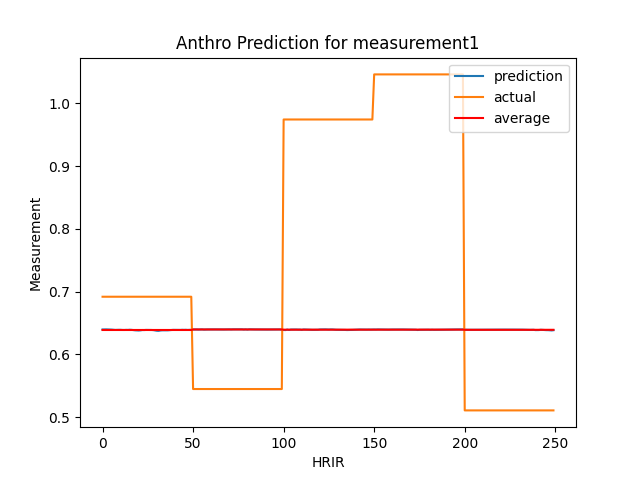 Anthro Prediction for measurement1
prediction
actual
average
Measurement
1.0
0.9
0.8
0.7
0.6
0.5
0
50
100
150
200
250
HRIR